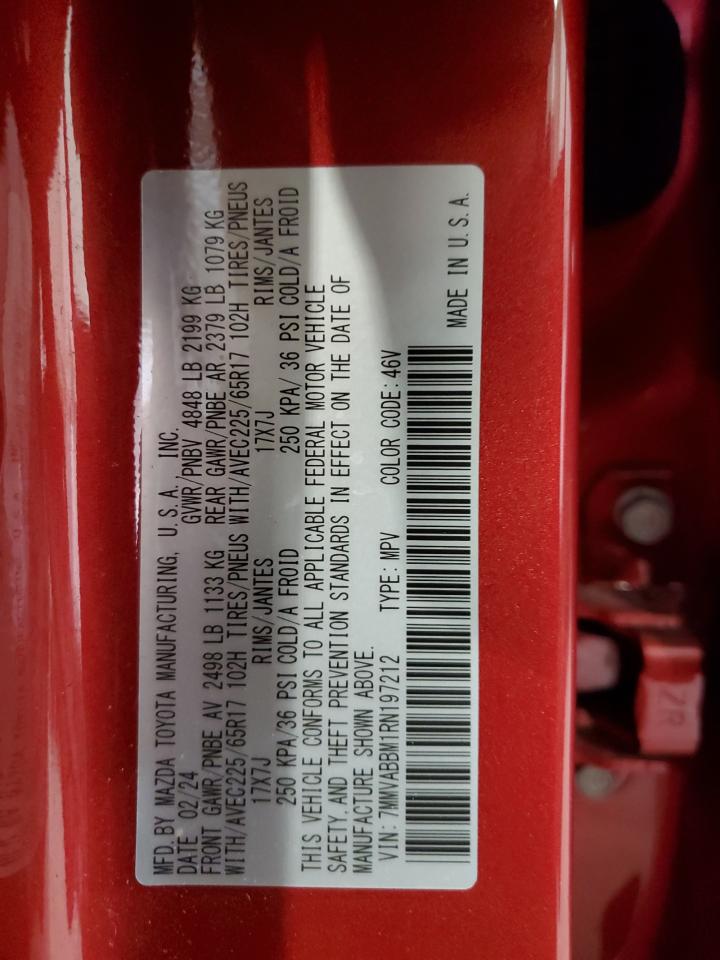 MFD. BY MAZDA TOYOTA MANUFACTURING, U.S.A., INC.
DATE 02/24 GVWR/PNBV 4848 LB 2199 KG
FRONT GAWR/PNBE AV 2498 LB 1133 KG REAR GAWR/PNBE AR 2379 LB 1079 KG
WITH/AVEC225/65R17 102H TIRES/PNEUS WITH/AVEC225/65R17 102H TIRES/PNEUS
17X7J RIMS/JANTES 17X7J RIMS/JANTES
250 KPA/36 PSI COLD/A FROID 250 KPA/ 36 PSI COLD/A FROID
THIS VEHICLE CONFORMS TO ALL APPLICABLE FEDERAL MOTOR VEHICLE
SAFETY, AND THEFT PREVENTION STANDARDS IN EFFECT ON THE DATE OF
MANUFACTURE SHOWN ABOVE.
VIN: 7MMVABBM1RN197212 TYPE: MPV COLOR CODE: 46V
MADE IN U.S.A.
ZR